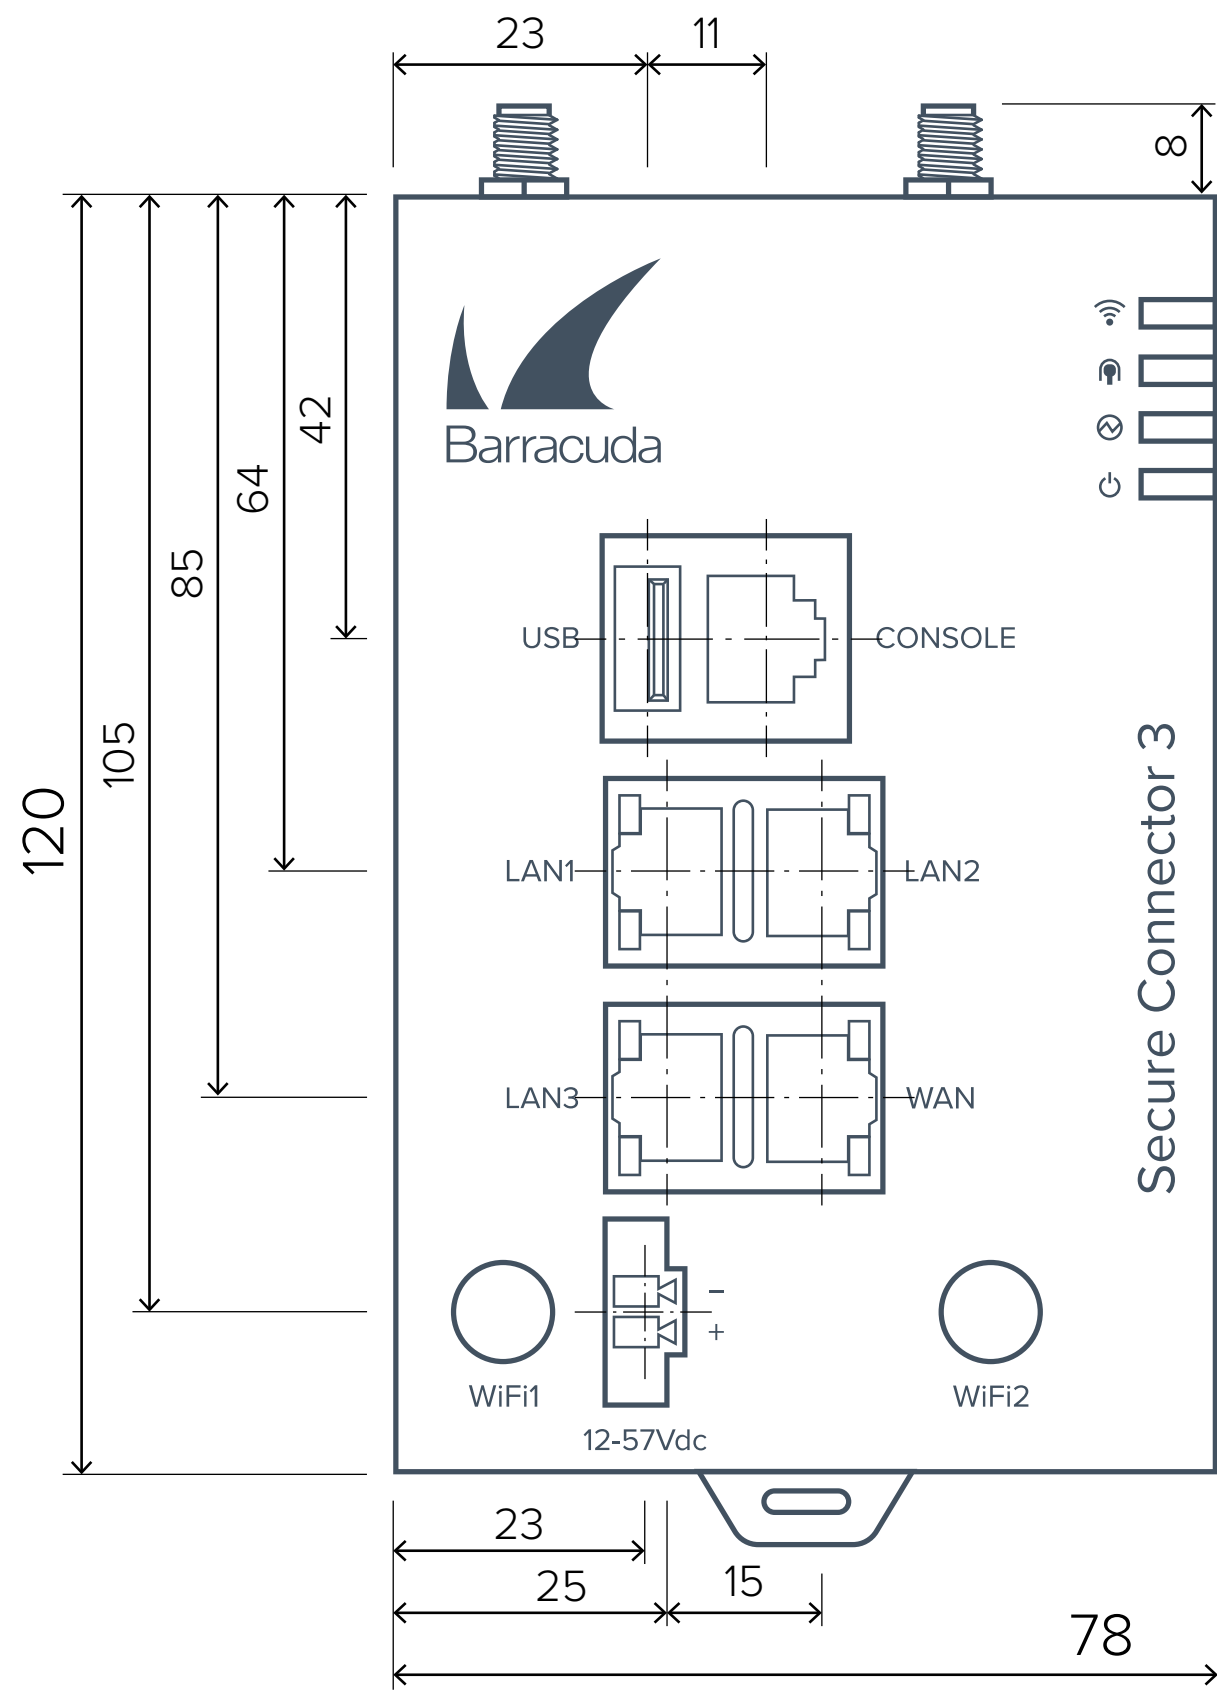 23
11
8
Barracuda
42
64
85
105
120
USB
CONSOLE
LAN1
LAN2
LAN3
WAN
Secure Connector 3
-
+
WiFi1
WiFi2
12-57Vdc
23
25
15
78